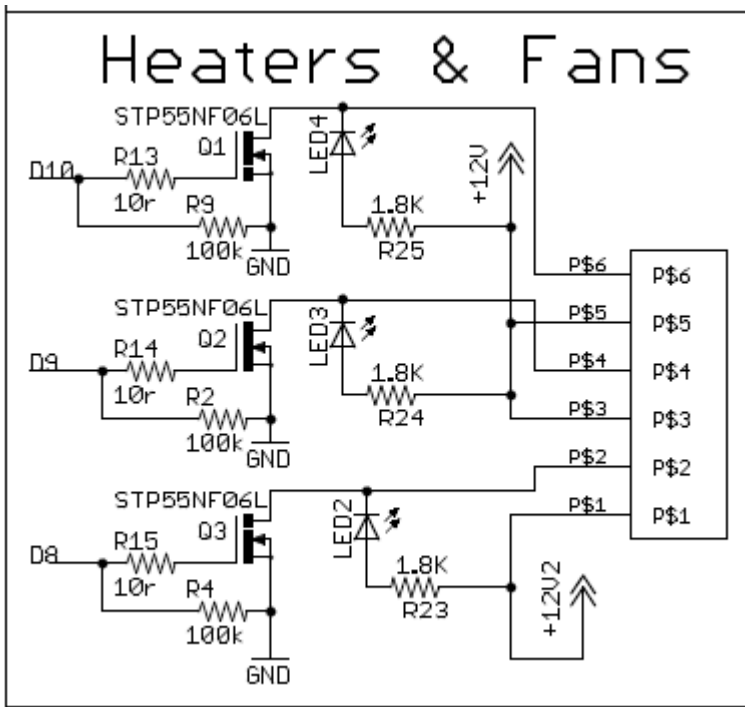 Heaters & Fans
STP55NF06L
Q1
LED4
+12V
D10
R13
10r
R9
100k
GND
1.8K
R25
P$6 P$6
STP55NF06L
Q2
LED3
P$5 P$5
D9
R14
10r
R2
100k
GND
1.8K
R24
P$4 P$4
P$3 P$3
STP55NF06L
Q3
LED2
P$2 P$2
P$1 P$1
D8
R15
10r
R4
100k
GND
1.8K
R23
+12V2